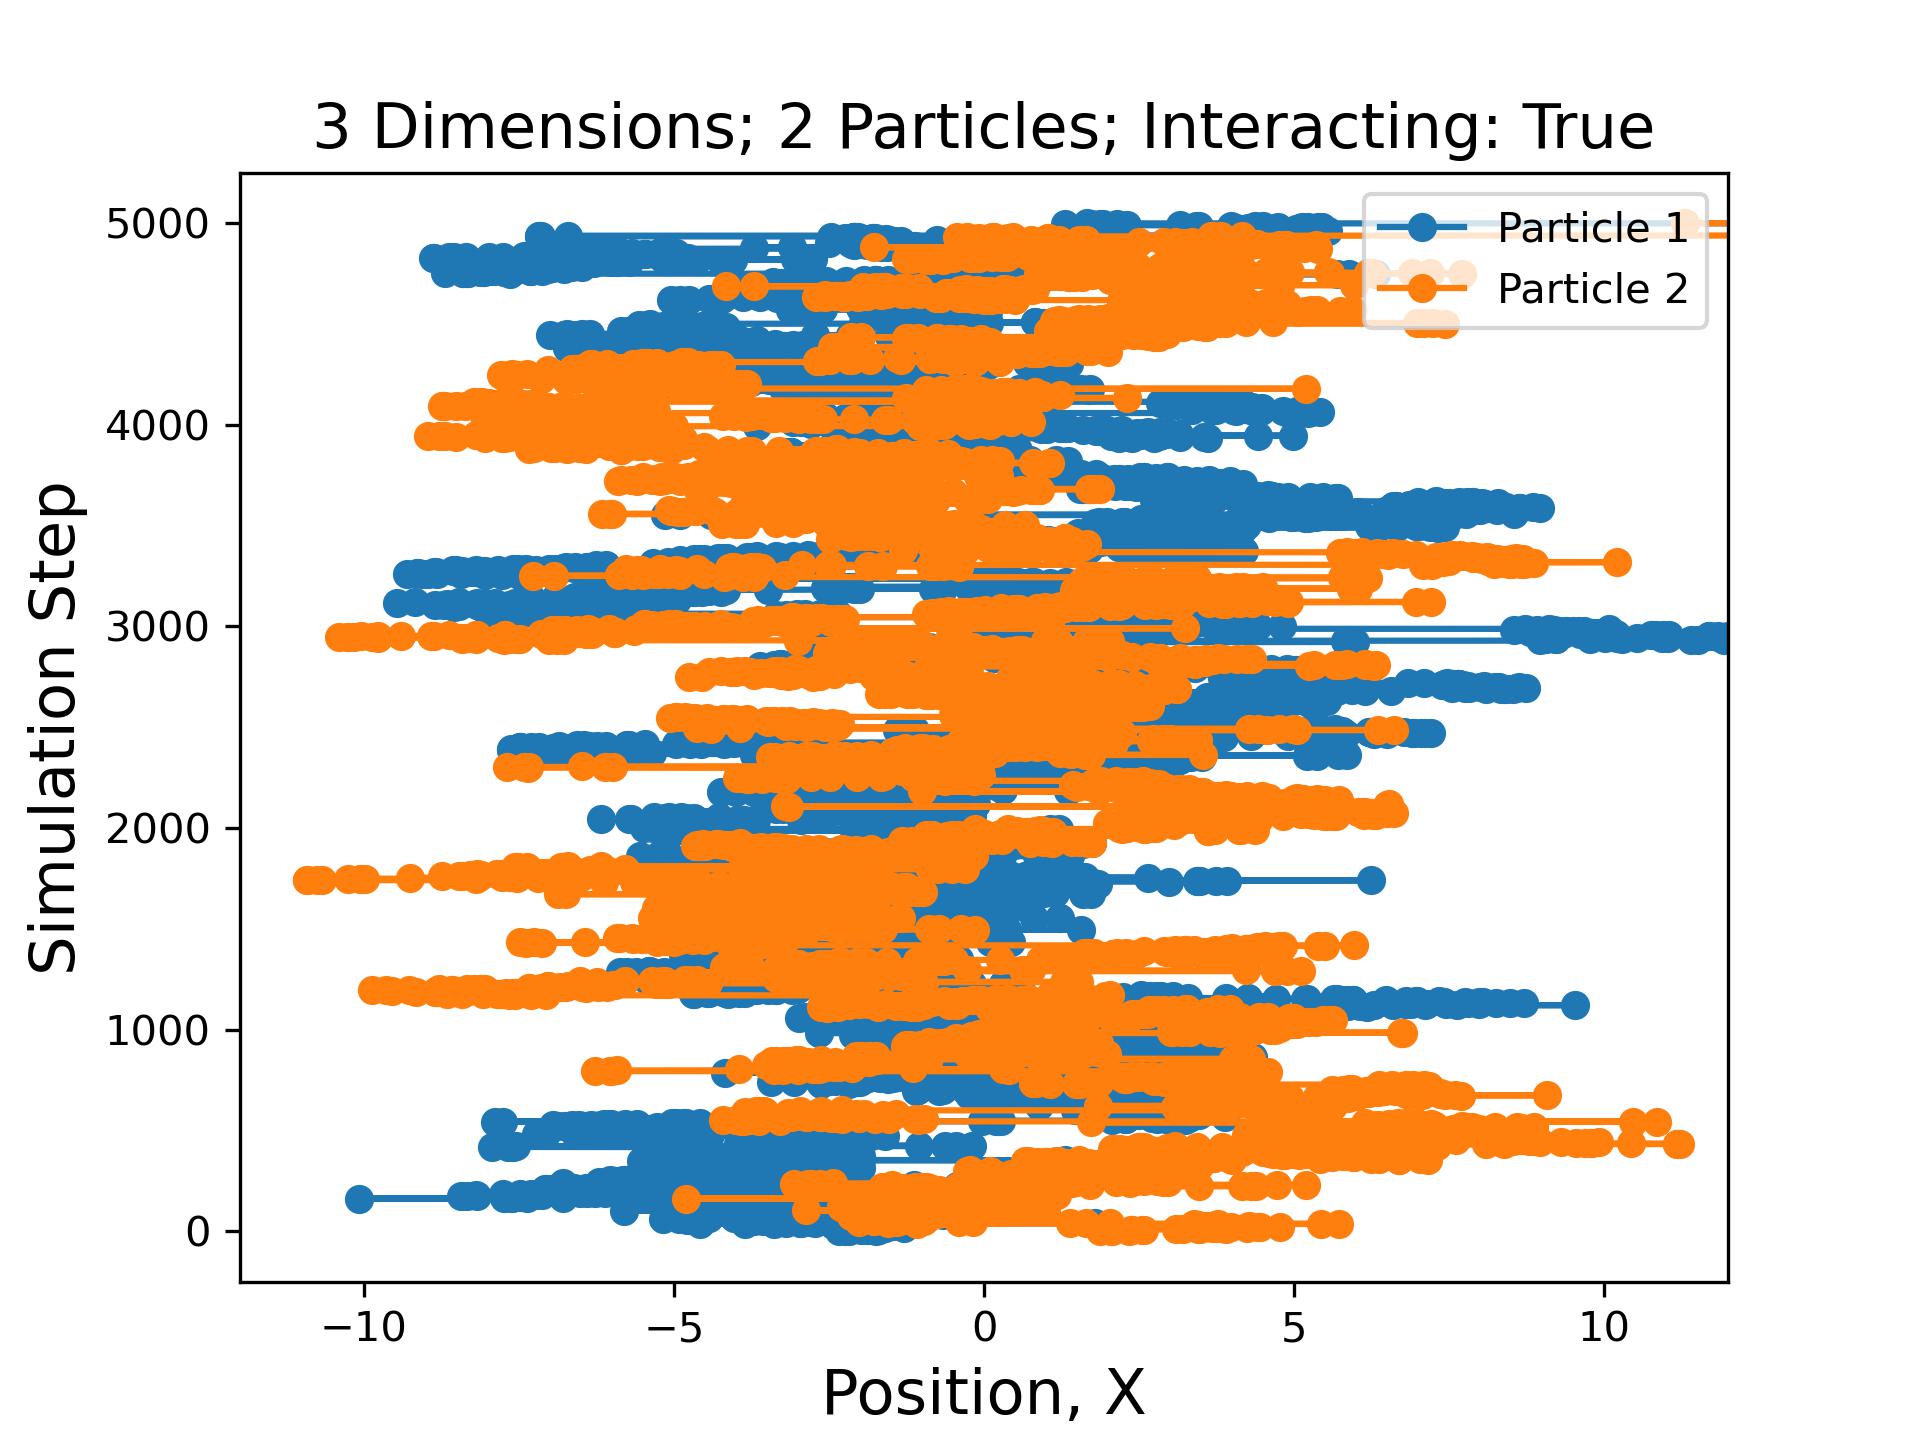 3 Dimensions; 2 Particles; Interacting: True
Simulation Step
5000
4000
3000
2000
1000
0
Particle 1
Particle 2
−10
−5
0
5
10
Position, X